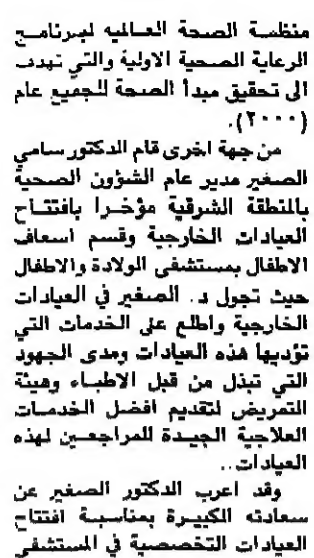 منظمة الصحة العالميه لبرنامج
الرعاية الصحية الاولية والتي تهدف
الى تحقيق مبدأ الصحة للجميع عام
(٢٠٠٠).
من جهة اخرى قام الدكتور سامي
الصغير مدير عام الشؤون الصحية
بالمنطقة الشرقية مؤخرا بافتتاح
العيادات الخارجية وقسم اسعاف
الاطفال بمستشفى الولادة والاطفال
حيث تجول د. الصغير في العيادات
الخارجية واطلع على الخدمات التي
تؤديها هذه العيادات ومدى الجهود
التي تبذل من قبل الاطباء وهيئة
التمريض لتقديم افضل الخدمات
العلاجية الجيدة للمراجعين لهذه
العيادات..
وقد اعرب الدكتور الصغير عن
سعادته الكبيرة بمناسبة افتتاح
العيادات التخصصية في المستشفى